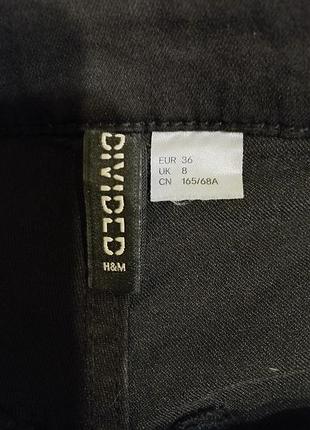 DIVIDED
H&M
EUR 36
UK 8
CN 165/68A